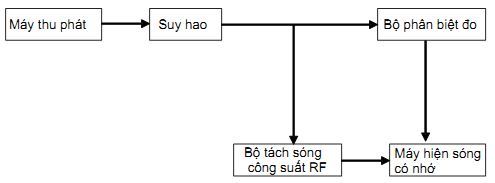 Máy thu phát
Suy hao
Bộ phân biệt đo
Bộ tách sóng
công suất RF
Máy hiện sóng
có nhớ